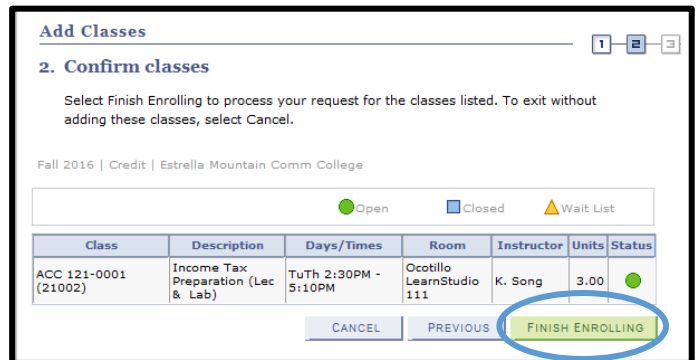 Add Classes
1 2 3
2. Confirm classes
Select Finish Enrolling to process your request for the classes listed. To exit without
adding these classes, select Cancel.
Fall 2016 | Credit | Estrella Mountain Comm College
Open Closed Wait List
Class Description Days/Times Room Instructor Units Status
ACC 121-0001
(21002)
Income Tax
Preparation (Lec
& Lab)
TuTh 2:30PM -
5:10PM
Ocotillo
LearnStudio
111
K. Song
3.00
CANCEL PREVIOUS FINISH ENROLLING